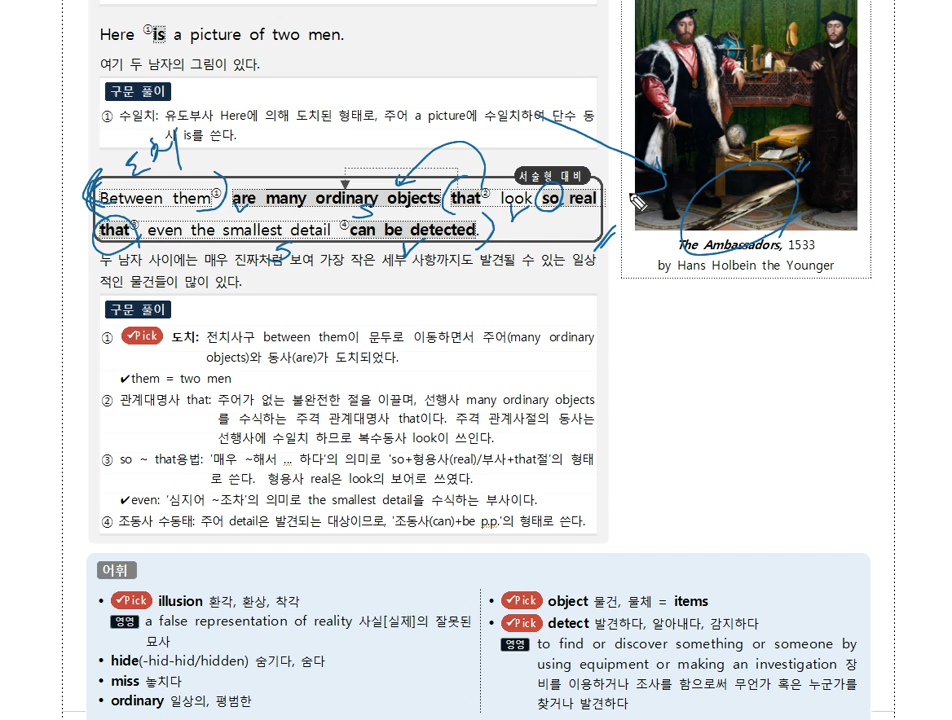 Here ①is a picture of two men.
여기 두 남자의 그림이 있다.
구문 풀이
① 수일치: 유도부사 Here에 의해 도치된 형태로, 주어 a picture에 수일치하여 단수 동
사 is를 쓴다.
서술형 대비
Between them① are many ordinary objects that② look so real
that③ even the smallest detail ④can be detected.
두 남자 사이에는 매우 진짜처럼 보여 가장 작은 세부 사항까지도 발견될 수 있는 일상
적인 물건들이 많이 있다.
구문 풀이
① ✔Pick 도치: 전치사구 between them이 문두로 이동하면서 주어(many ordinary
objects)와 동사(are)가 도치되었다.
✔them = two men
② 관계대명사 that: 주어가 없는 불완전한 절을 이끌며, 선행사 many ordinary objects
를 수식하는 주격 관계대명사 that이다. 주격 관계사절의 동사는
선행사에 수일치 하므로 복수동사 look이 쓰인다.
③ so ~ that용법: '매우 ~해서 … 하다'의 의미로 'so+형용사(real)/부사+that절'의 형태
로 쓴다. 형용사 real은 look의 보어로 쓰였다.
✔even: '심지어 ~조차'의 의미로 the smallest detail을 수식하는 부사이다.
④ 조동사 수동태: 주어 detail은 발견되는 대상이므로, '조동사(can)+be p.p.'의 형태로 쓴다.
The Ambassadors, 1533
by Hans Holbein the Younger
어휘
• ✔Pick illusion 환각, 환상, 착각
영영 a false representation of reality 사실[실제]의 잘못된
묘사
• hide(-hid-hid/hidden) 숨기다, 숨다
• miss 놓치다
• ordinary 일상의, 평범한
• ✔Pick object 물건, 물체 = items
• ✔Pick detect 발견하다, 알아내다, 감지하다
영영 to find or discover something or someone by
using equipment or making an investigation 장
비를 이용하거나 조사를 함으로써 무언가 혹은 누군가를
찾거나 발견하다